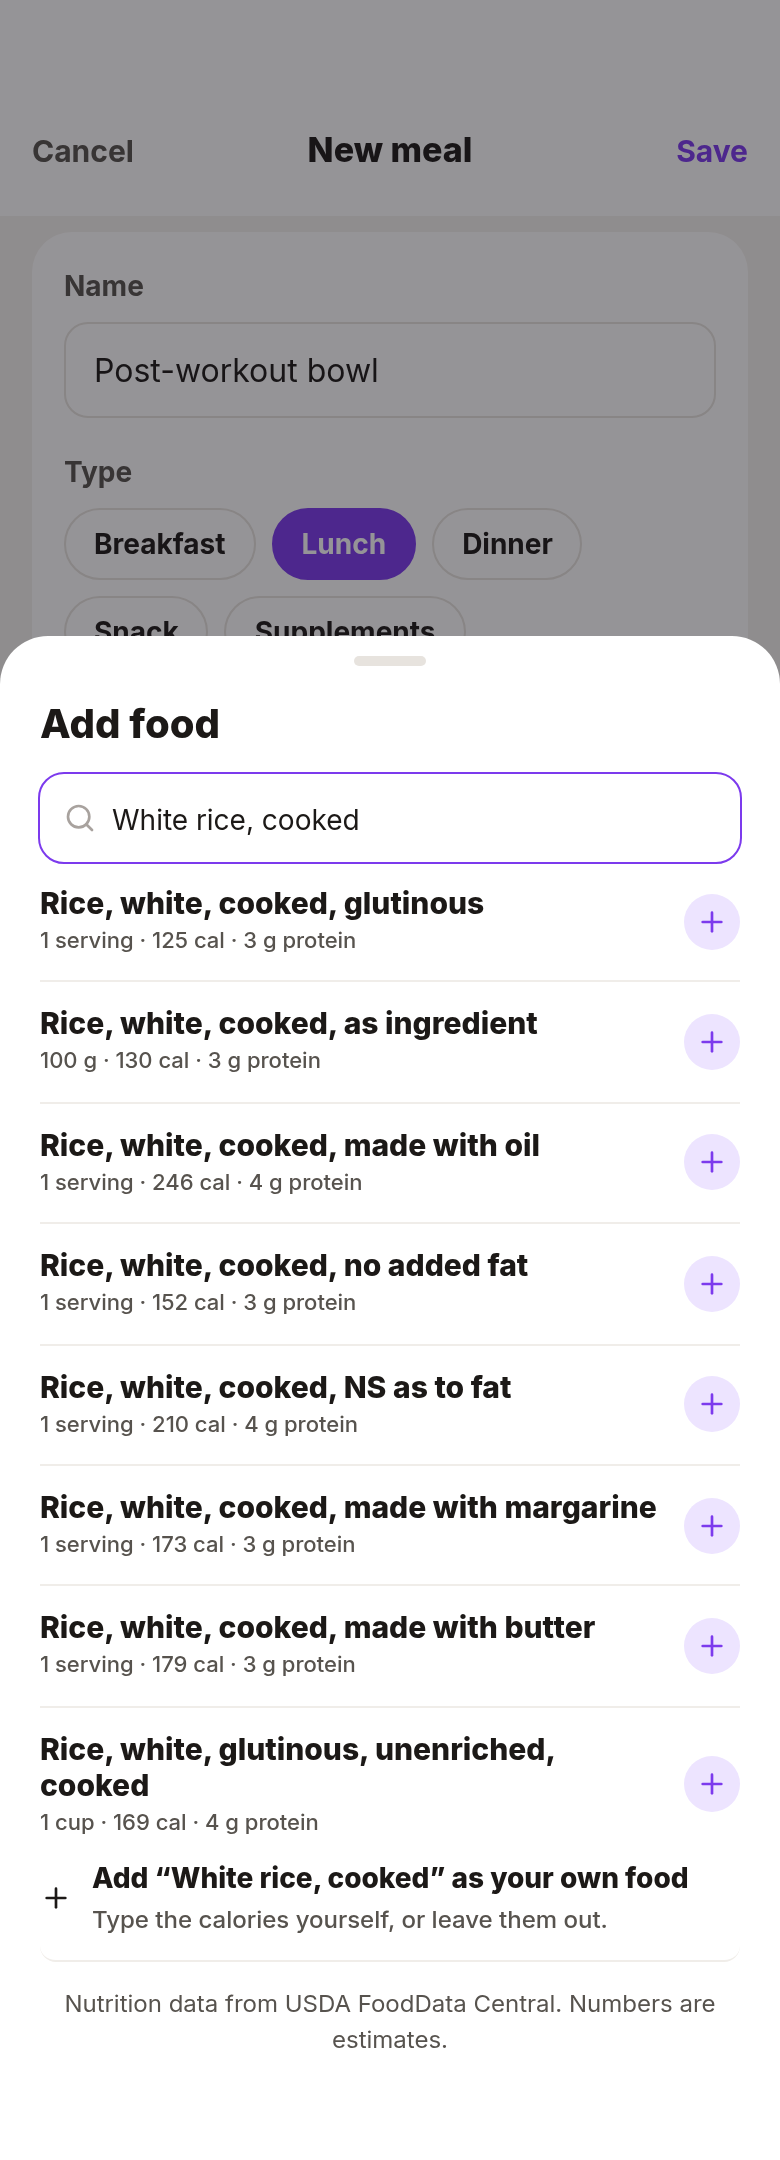 Cancel
New meal
Save
Name
Post-workout bowl
Type
Breakfast
Lunch
Dinner
Snack
Supplements
Add food
White rice, cooked
Rice, white, cooked, glutinous
1 serving · 125 cal · 3 g protein
Rice, white, cooked, as ingredient
100 g · 130 cal · 3 g protein
Rice, white, cooked, made with oil
1 serving · 246 cal · 4 g protein
Rice, white, cooked, no added fat
1 serving · 152 cal · 3 g protein
Rice, white, cooked, NS as to fat
1 serving · 210 cal · 4 g protein
Rice, white, cooked, made with margarine
1 serving · 173 cal · 3 g protein
Rice, white, cooked, made with butter
1 serving · 179 cal · 3 g protein
Rice, white, glutinous, unenriched,
cooked
1 cup · 169 cal · 4 g protein
Add “White rice, cooked” as your own food
Type the calories yourself, or leave them out.
Nutrition data from USDA FoodData Central. Numbers are
estimates.